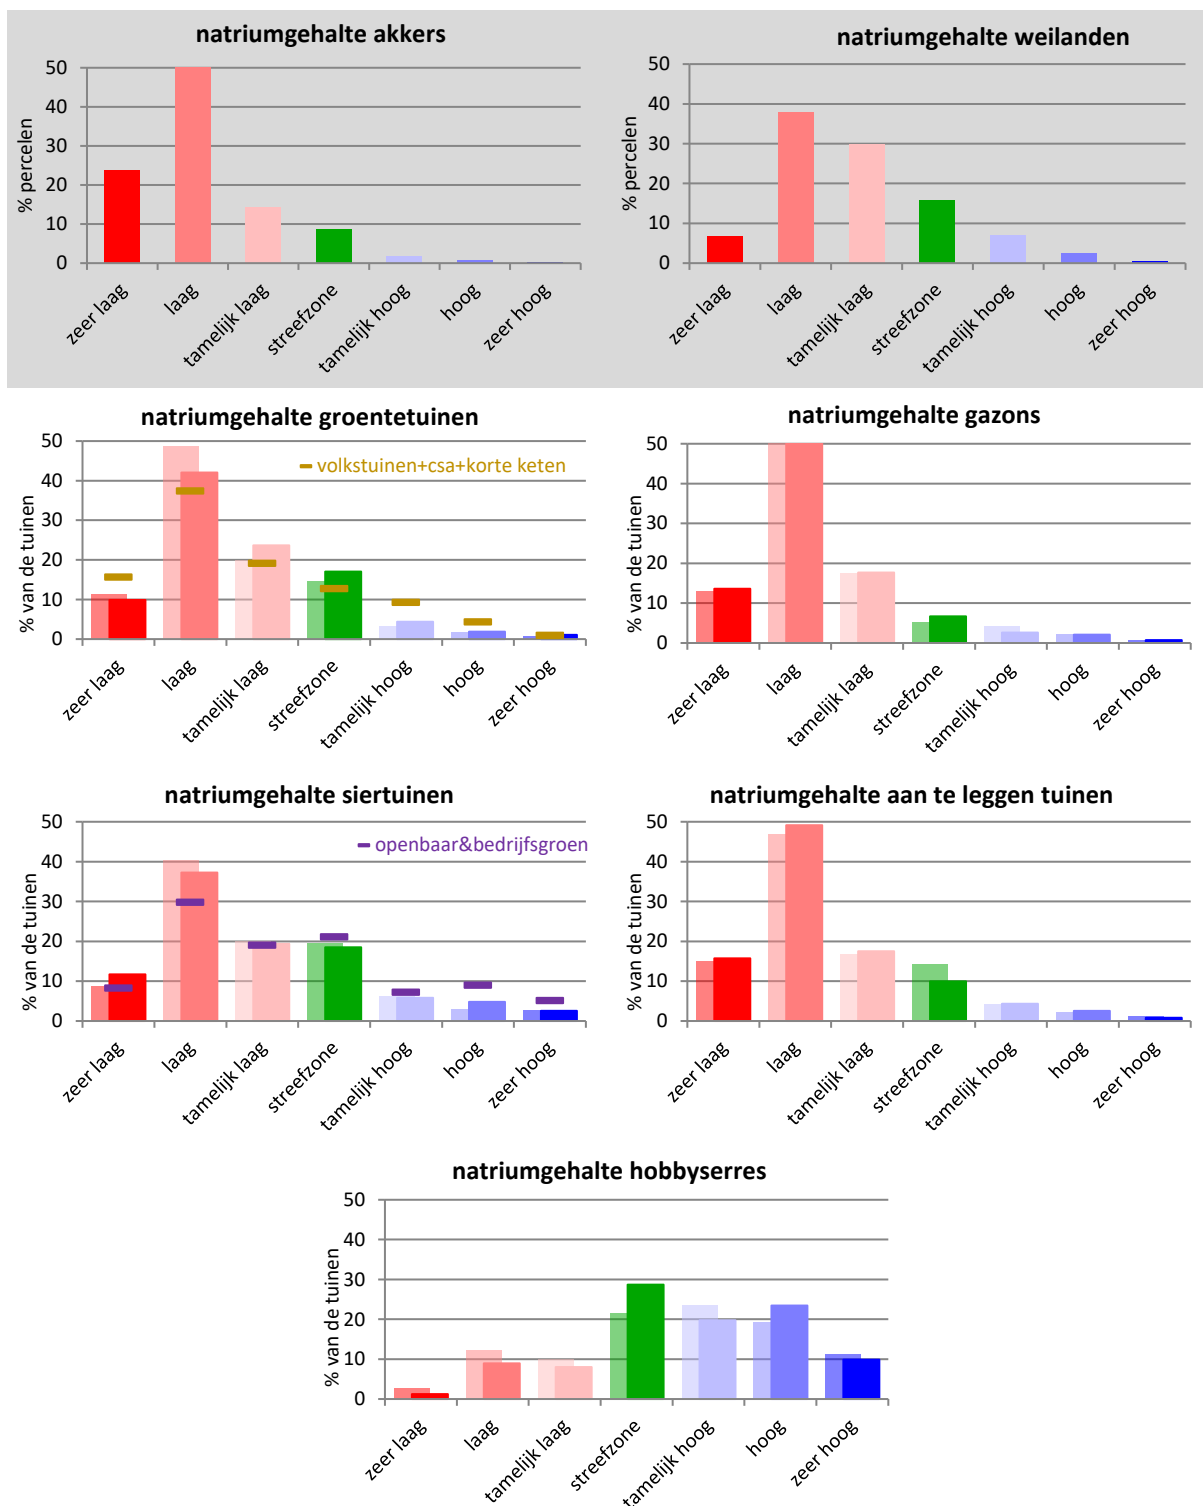 natriumgehalte akkers
50
40
30
20
10
0
% percelen
zeer laag
laag
tamelijk laag
streefzone
tamelijk hoog
hoog
zeer hoog
natriumgehalte weilanden
50
40
30
20
10
0
% percelen
zeer laag
laag
tamelijk laag
streefzone
tamelijk hoog
hoog
zeer hoog
natriumgehalte groentetuinen
50
40
30
20
10
0
% van de tuinen
volkstuinen+csa+korte keten
zeer laag
laag
tamelijk laag
streefzone
tamelijk hoog
hoog
zeer hoog
natriumgehalte gazons
50
40
30
20
10
0
% van de tuinen
zeer laag
laag
tamelijk laag
streefzone
tamelijk hoog
hoog
zeer hoog
natriumgehalte siertuinen
50
40
30
20
10
0
% van de tuinen
openbaar&bedrijfsgroen
zeer laag
laag
tamelijk laag
streefzone
tamelijk hoog
hoog
zeer hoog
natriumgehalte aan te leggen tuinen
50
40
30
20
10
0
% van de tuinen
zeer laag
laag
tamelijk laag
streefzone
tamelijk hoog
hoog
zeer hoog
natriumgehalte hobbyserres
50
40
30
20
10
0
% van de tuinen
zeer laag
laag
tamelijk laag
streefzone
tamelijk hoog
hoog
zeer hoog